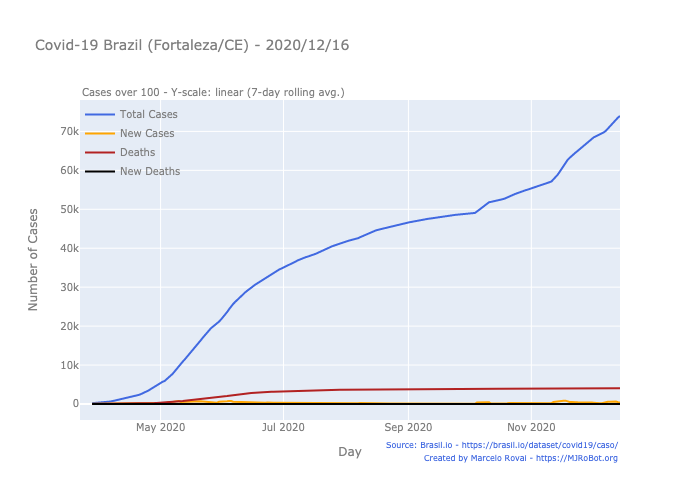 Covid-19 Brazil (Fortaleza/CE) - 2020/12/16
Cases over 100 - Y-scale: linear (7-day rolling avg.)
Total Cases
New Cases
Deaths
New Deaths
70k
60k
50k
40k
30k
20k
10k
0
Number of Cases
May 2020
Jul 2020
Sep 2020
Nov 2020
Day
Source: Brasil.io - https://brasil.io/dataset/covid19/caso/
Created by Marcelo Rovai - https://MJRoBot.org